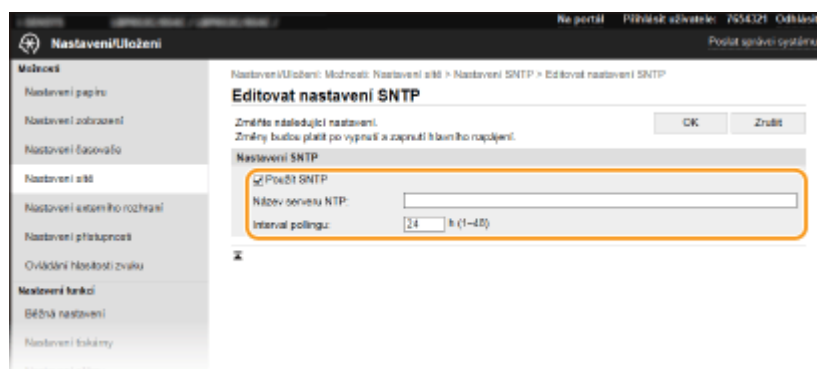 Na portál Přihlásit uživatele: 7654321 Odhlásit
Nastavení/Uložení
Poslat správci systému
Možnosti
Nastavení papíru
Nastavení zobrazení
Nastavení časovače
Nastavení sítě
Nastavení externího rozhraní
Nastavení přístupnosti
Ovládání hlasitosti zvuku
Nastavení funkcí
Běžná nastavení
Nastavení tiskárny
Nastavení/Uložení: Možnosti: Nastavení sítě > Nastavení SNTP > Editovat nastavení SNTP
Editovat nastavení SNTP
Změňte následující nastavení.
Změny budou platit po vypnutí a zapnutí hlavního napájení.
OK Zrušit
Nastavení SNTP
Použít SNTP
Název serveru NTP:
Interval pollingu: 24 h (1–48)